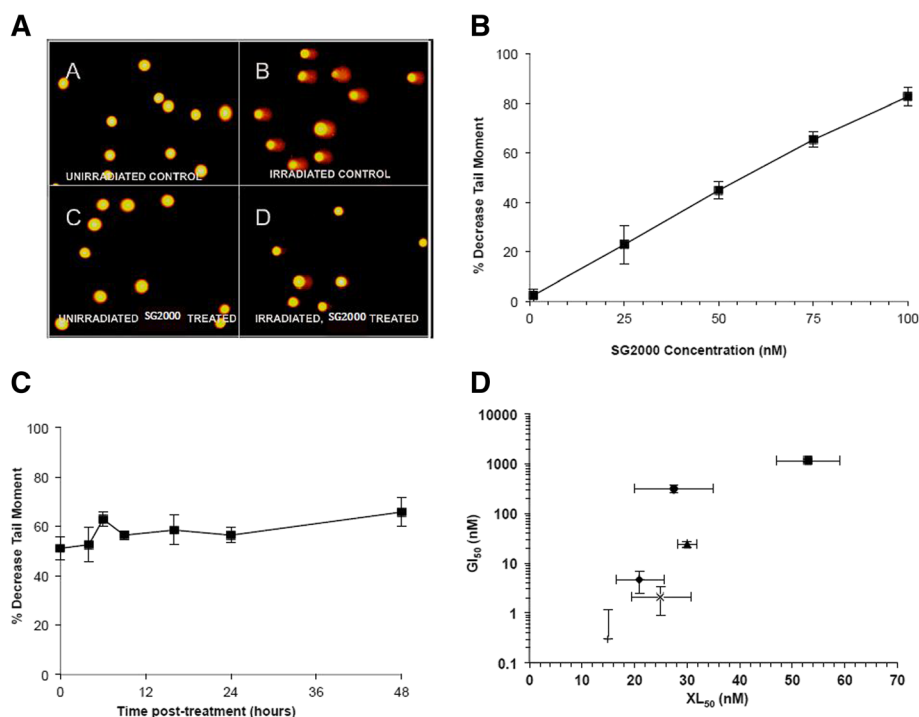 A
B
A
B
UNIRRADIATED CONTROL
IRRADIATED CONTROL
C
D
UNIRRADIATED SG2000 TREATED
IRRADIATED, SG2000 TREATED
% Decrease Tail Moment
100
80
60
40
20
0
0
25
50
75
100
SG2000 Concentration (nM)
C
D
% Decrease Tail Moment
100
80
60
40
20
0
0
12
24
36
48
Time post-treatment (hours)
GI50 (nM)
10000
1000
100
10
1
0.1
0
10
20
30
40
50
60
70
XL50 (nM)